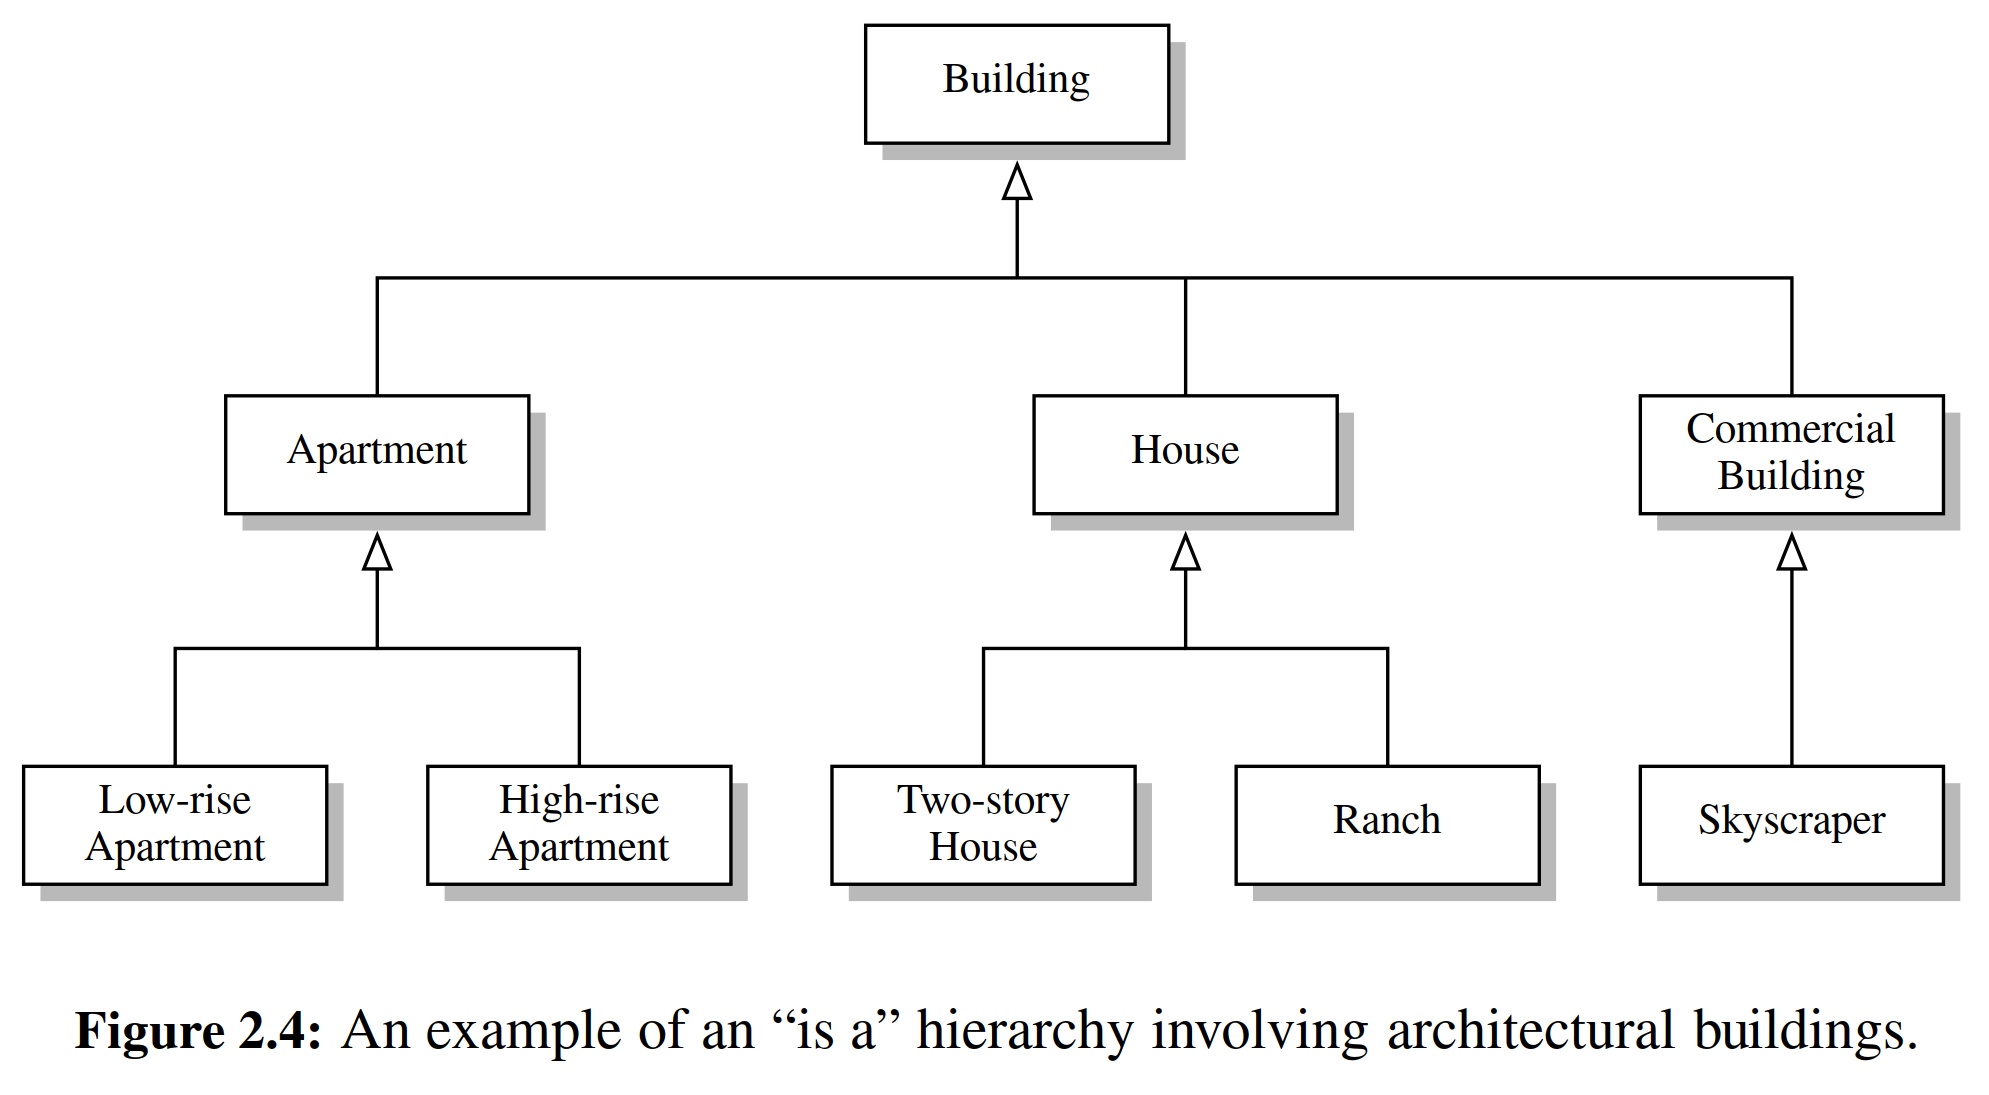 Building
Apartment
House
Commercial
Building
Low-rise
Apartment
High-rise
Apartment
Two-story
House
Ranch
Skyscraper
Figure 2.4: An example of an “is a” hierarchy involving architectural buildings.